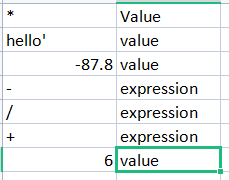 * Value
hello' value
-87.8 value
- expression
/ expression
+ expression
6 value